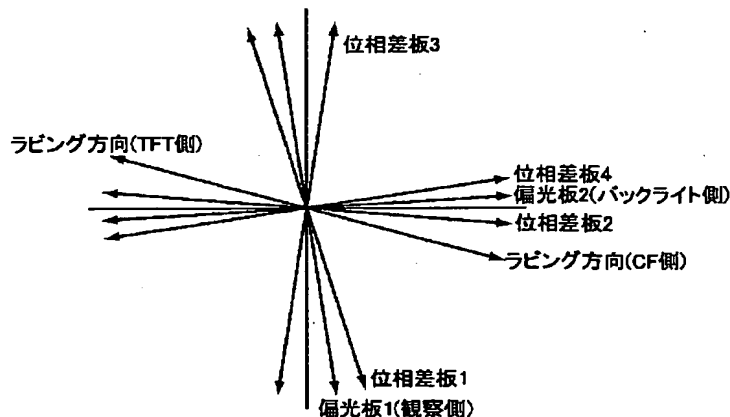 位相差板3
ラビング方向(TFT側)
位相差板4
偏光板2(バックライト側)
位相差板2
ラビング方向(CF側)
位相差板1
偏光板1(観察側)